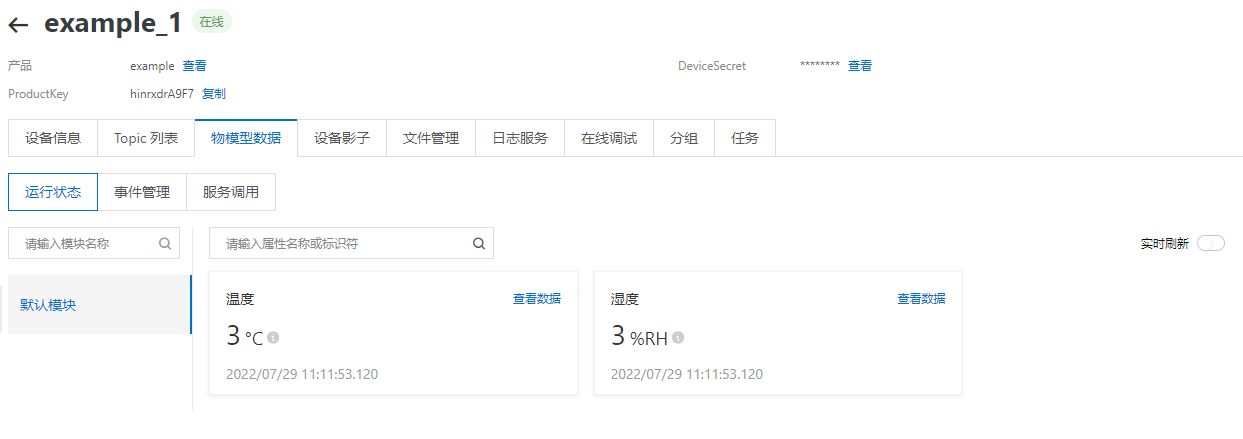 example_1 在线
产品 example 查看 DeviceSecret ******** 查看
ProductKey hinrxdrA9F7 复制
设备信息 Topic 列表 物模型数据 设备影子 文件管理 日志服务 在线调试 分组 任务
运行状态 事件管理 服务调用
请输入模块名称 请输入属性名称或标识符 实时刷新
默认模块
温度 查看数据 湿度 查看数据
3 °C 3 %RH
2022/07/29 11:11:53.120 2022/07/29 11:11:53.120